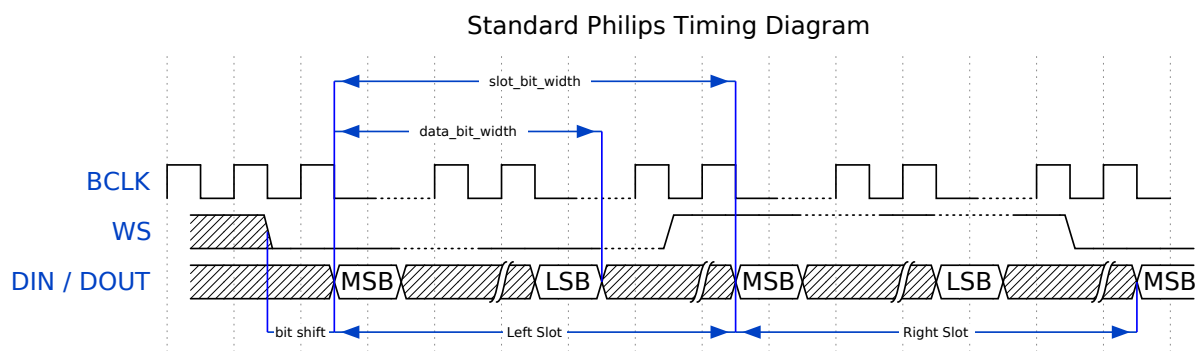 Standard Philips Timing Diagram
slot_bit_width
data_bit_width
BCLK
WS
DIN / DOUT
MSB
LSB
MSB
LSB
MSB
bit shift
Left Slot
Right Slot